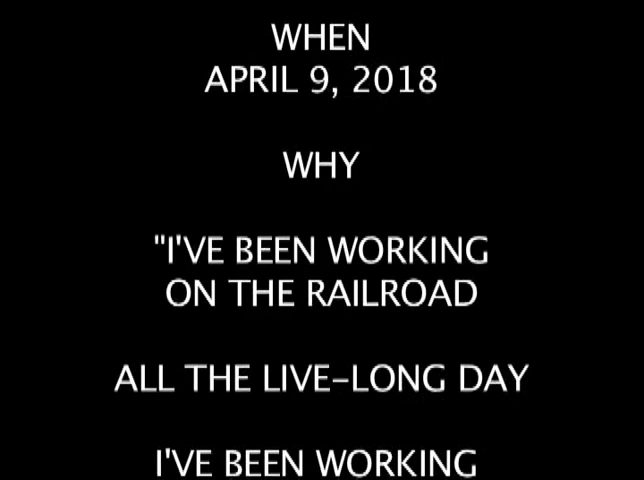 WHEN
APRIL 9, 2018
WHY
"I'VE BEEN WORKING
ON THE RAILROAD
ALL THE LIVE-LONG DAY
I'VE BEEN WORKING